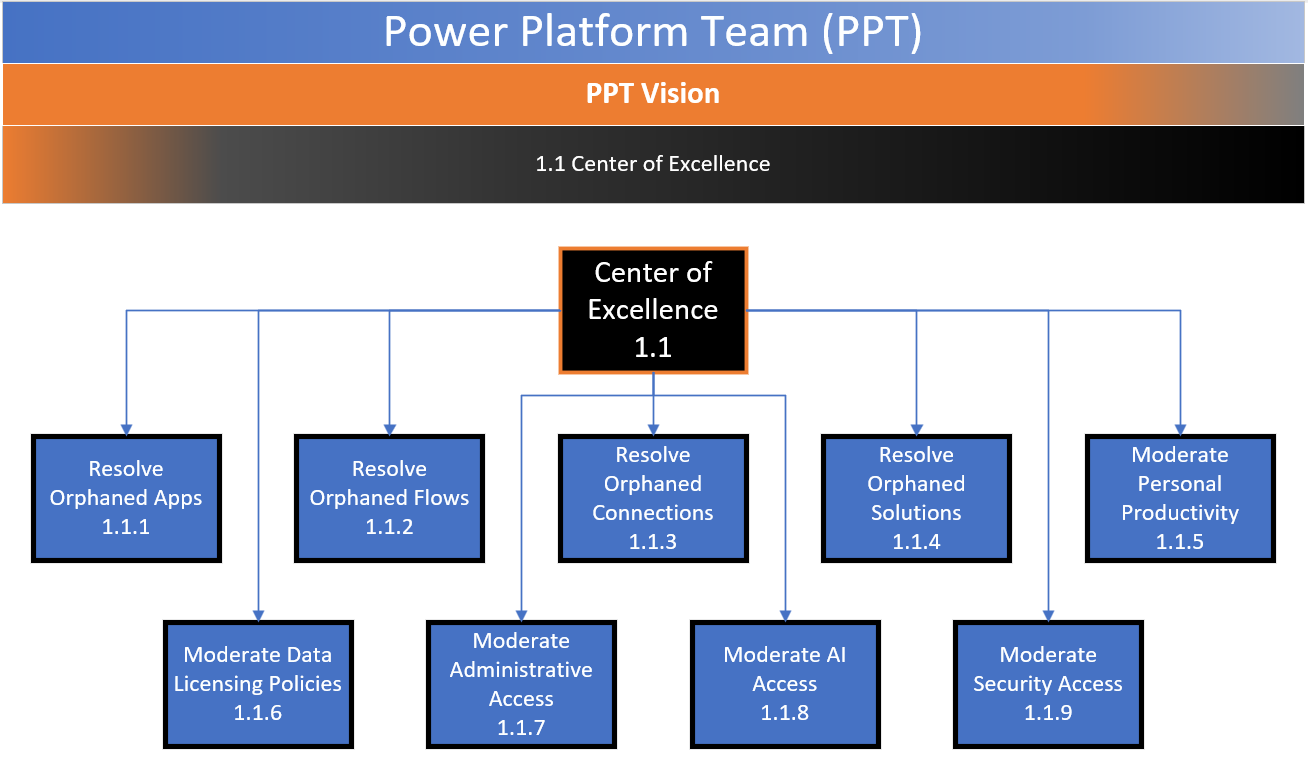 Power Platform Team (PPT)
PPT Vision
1.1 Center of Excellence
Center of
Excellence
1.1
Resolve
Orphaned Apps
1.1.1
Resolve
Orphaned Flows
1.1.2
Resolve
Orphaned
Connections
1.1.3
Resolve
Orphaned
Solutions
1.1.4
Moderate
Personal
Productivity
1.1.5
Moderate Data
Licensing Policies
1.1.6
Moderate
Administrative
Access
1.1.7
Moderate AI
Access
1.1.8
Moderate
Security Access
1.1.9